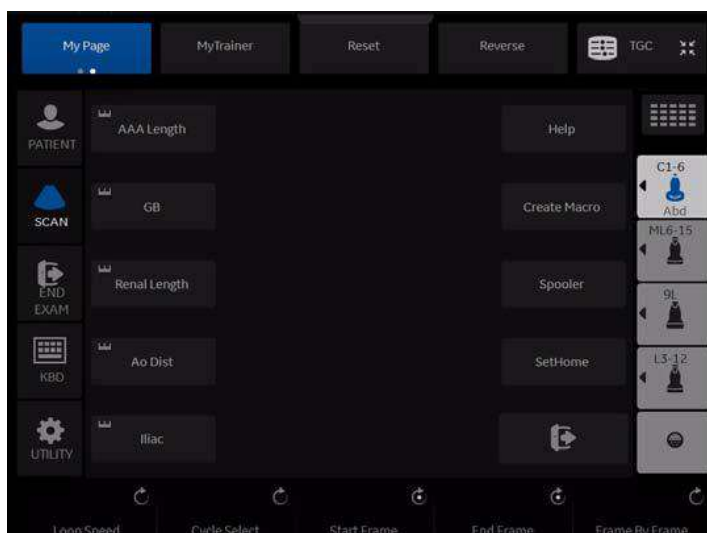 My Page
MyTrainer
Reset
Reverse
TGC
PATIENT
SCAN
END
EXAM
KBD
UTILITY
AAA Length
GB
Renal Length
Ao Dist
Iliac
Help
Create Macro
Spooler
SetHome
C1-6
Abd
ML6-15
9L
L3-12
Loop Speed
Cycle Select
Start Frame
End Frame
Frame By Frame